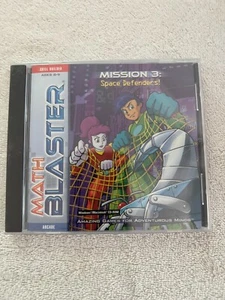 MISSION 3:
Space Defenders!
MATH
BLASTER
AMAZING GAMES FOR ADVENTUROUS MINDS